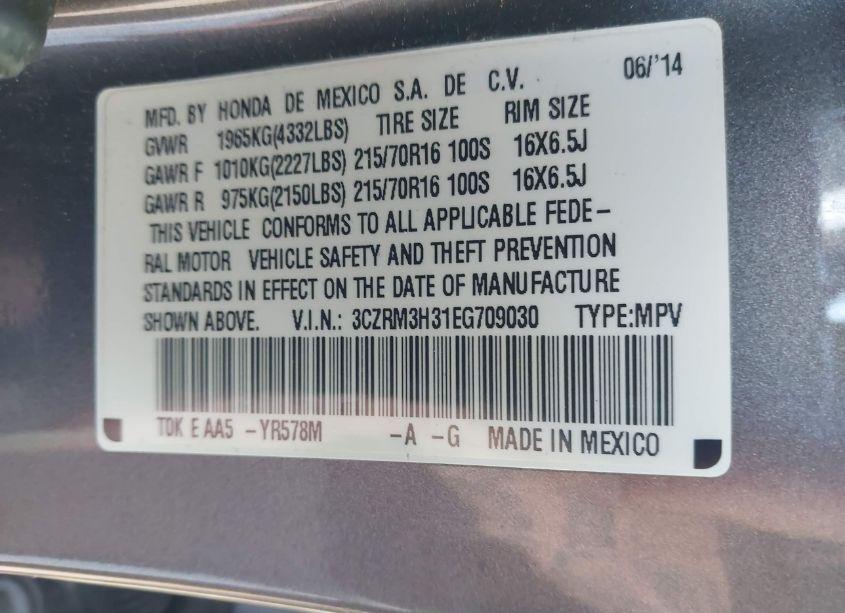 MFD. BY HONDA DE MEXICO S.A. DE C.V. 06/'14
GVWR 1965KG(4332LBS) TIRE SIZE RIM SIZE
GAWR F 1010KG(2227LBS) 215/70R16 100S 16X6.5J
GAWR R 975KG(2150LBS) 215/70R16 100S 16X6.5J
THIS VEHICLE CONFORMS TO ALL APPLICABLE FEDE–
RAL MOTOR VEHICLE SAFETY AND THEFT PREVENTION
STANDARDS IN EFFECT ON THE DATE OF MANUFACTURE
SHOWN ABOVE. V.I.N.: 3CZRM3H31EG709030 TYPE:MPV
TDK E AA5 –YR578M –A –G MADE IN MEXICO